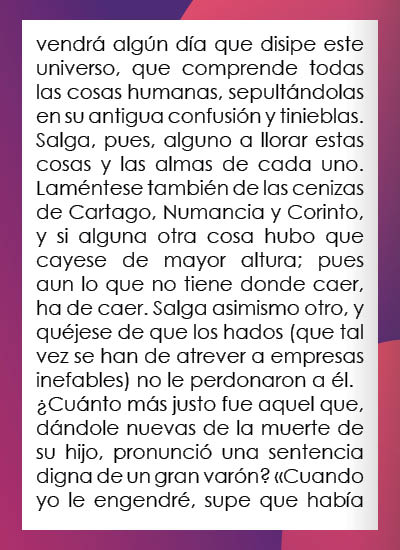 vendrá algún día que disipe este
universo, que comprende todas
las cosas humanas, sepultándolas
en su antigua confusión y tinieblas.
Salga, pues, alguno a llorar estas
cosas y las almas de cada uno.
Laméntese también de las cenizas
de Cartago, Numancia y Corinto,
y si alguna otra cosa hubo que
cayese de mayor altura; pues
aun lo que no tiene donde caer,
ha de caer. Salga asimismo otro, y
quéjese de que los hados (que tal
vez se han de atrever a empresas
inefables) no le perdonaron a él.
¿Cuánto más justo fue aquel que,
dándole nuevas de la muerte de
su hijo, pronunció una sentencia
digna de un gran varón? «Cuando
yo le engendré, supe que había